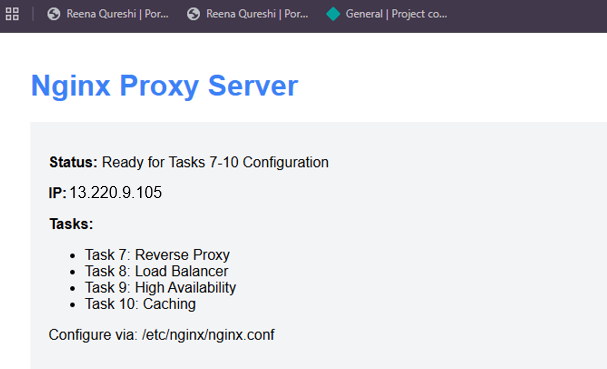 Reena Qureshi | Por...
Reena Qureshi | Por...
General | Project co...
Nginx Proxy Server
Status: Ready for Tasks 7-10 Configuration
IP: 13.220.9.105
Tasks:
• Task 7: Reverse Proxy
• Task 8: Load Balancer
• Task 9: High Availability
• Task 10: Caching
Configure via: /etc/nginx/nginx.conf